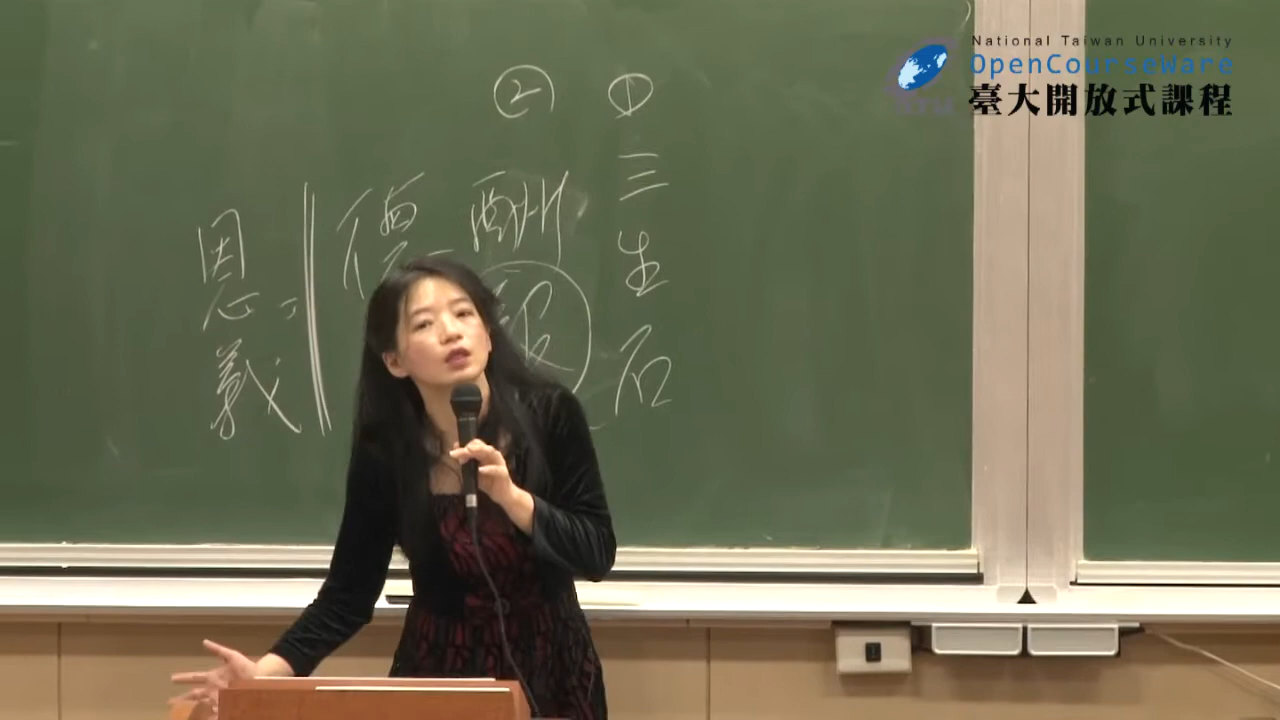 National Taiwan University
OpenCourseWare
臺大開放式課程
① 三生石
② 酬報
德
恩義